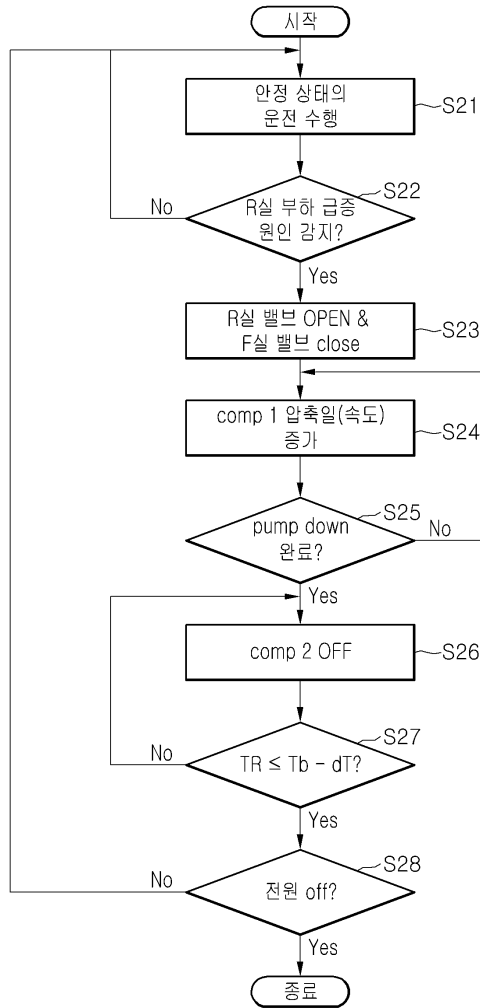 시작
안정 상태의
운전 수행
S21
R실 부하 급증
원인 감지?
S22
No
Yes
R실 밸브 OPEN &
F실 밸브 close
S23
comp 1 압축일(속도)
증가
S24
pump down
완료?
S25
No
Yes
comp 2 OFF
S26
TR ≤ Tb - dT?
S27
No
Yes
전원 off?
S28
No
Yes
종료